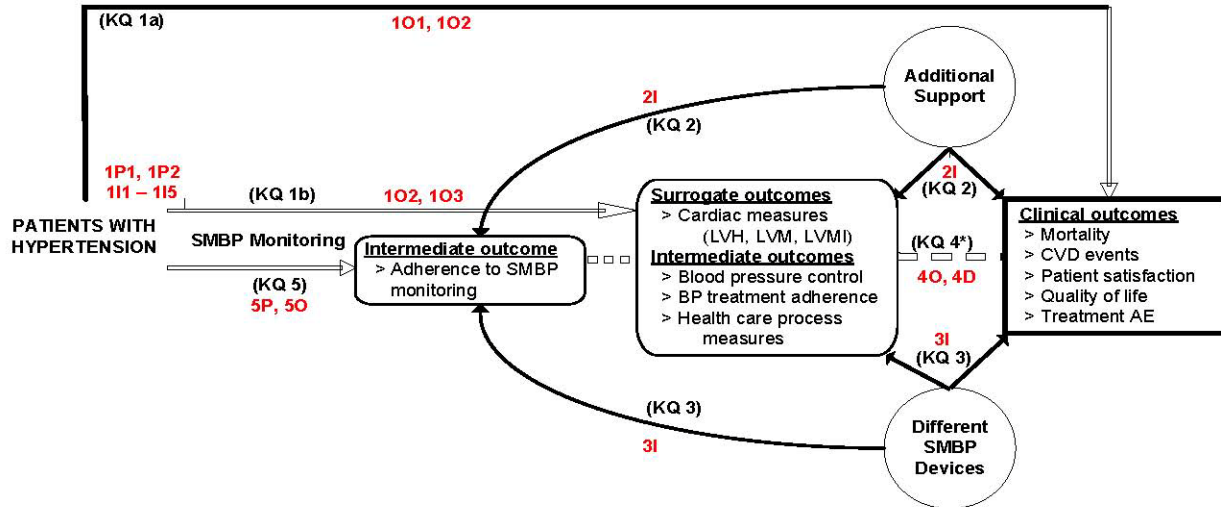 (KQ 1a)
1O1, 1O2
Additional
Support
2I
(KQ 2)
1P1, 1P2
1I1 – 1I5
(KQ 1b)
1O2, 1O3
2I
(KQ 2)
PATIENTS WITH
HYPERTENSION
SMBP Monitoring
(KQ 5)
5P, 5O
Intermediate outcome
> Adherence to SMBP
monitoring
Surrogate outcomes
> Cardiac measures
(LVH, LVM, LVMI)
Intermediate outcomes
> Blood pressure control
> BP treatment adherence
> Health care process
measures
(KQ 4*)
4O, 4D
Clinical outcomes
> Mortality
> CVD events
> Patient satisfaction
> Quality of life
> Treatment AE
3I
(KQ 3)
(KQ 3)
3I
Different
SMBP
Devices